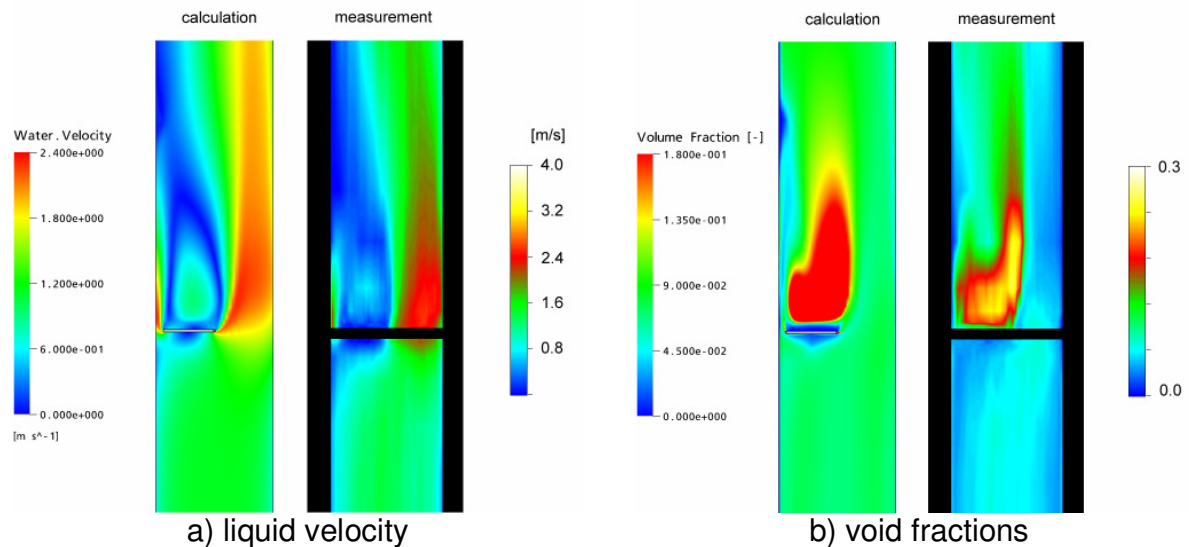 calculation
measurement
Water.Velocity
2.400e+000
1.800e+000
1.200e+000
6.000e-001
0.000e+000
[m s^-1]
[m/s]
4.0
3.2
2.4
1.6
0.8
a) liquid velocity
calculation
measurement
Volume Fraction [-]
1.800e-001
1.350e-001
9.000e-002
4.500e-002
0.000e+000
0.3
0.0
b) void fractions